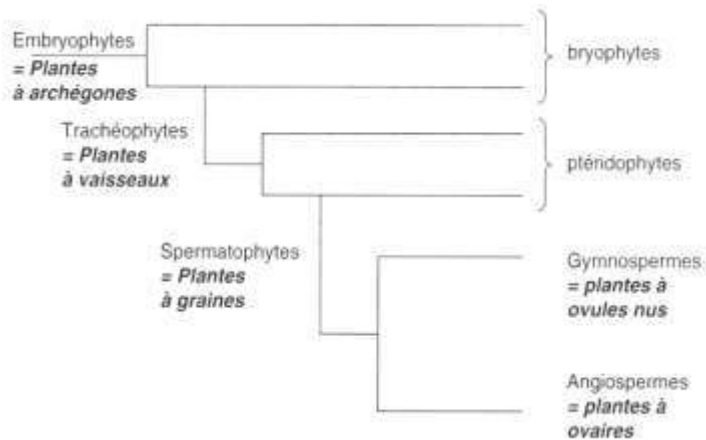 Embryophytes
= Plantes
à archégones
bryophytes
Trachéophytes
= Plantes
à vaisseaux
ptéridophytes
Spermatophytes
= Plantes
à graines
Gymnospermes
= plantes à
ovules nus
Angiospermes
= plantes à
ovaires